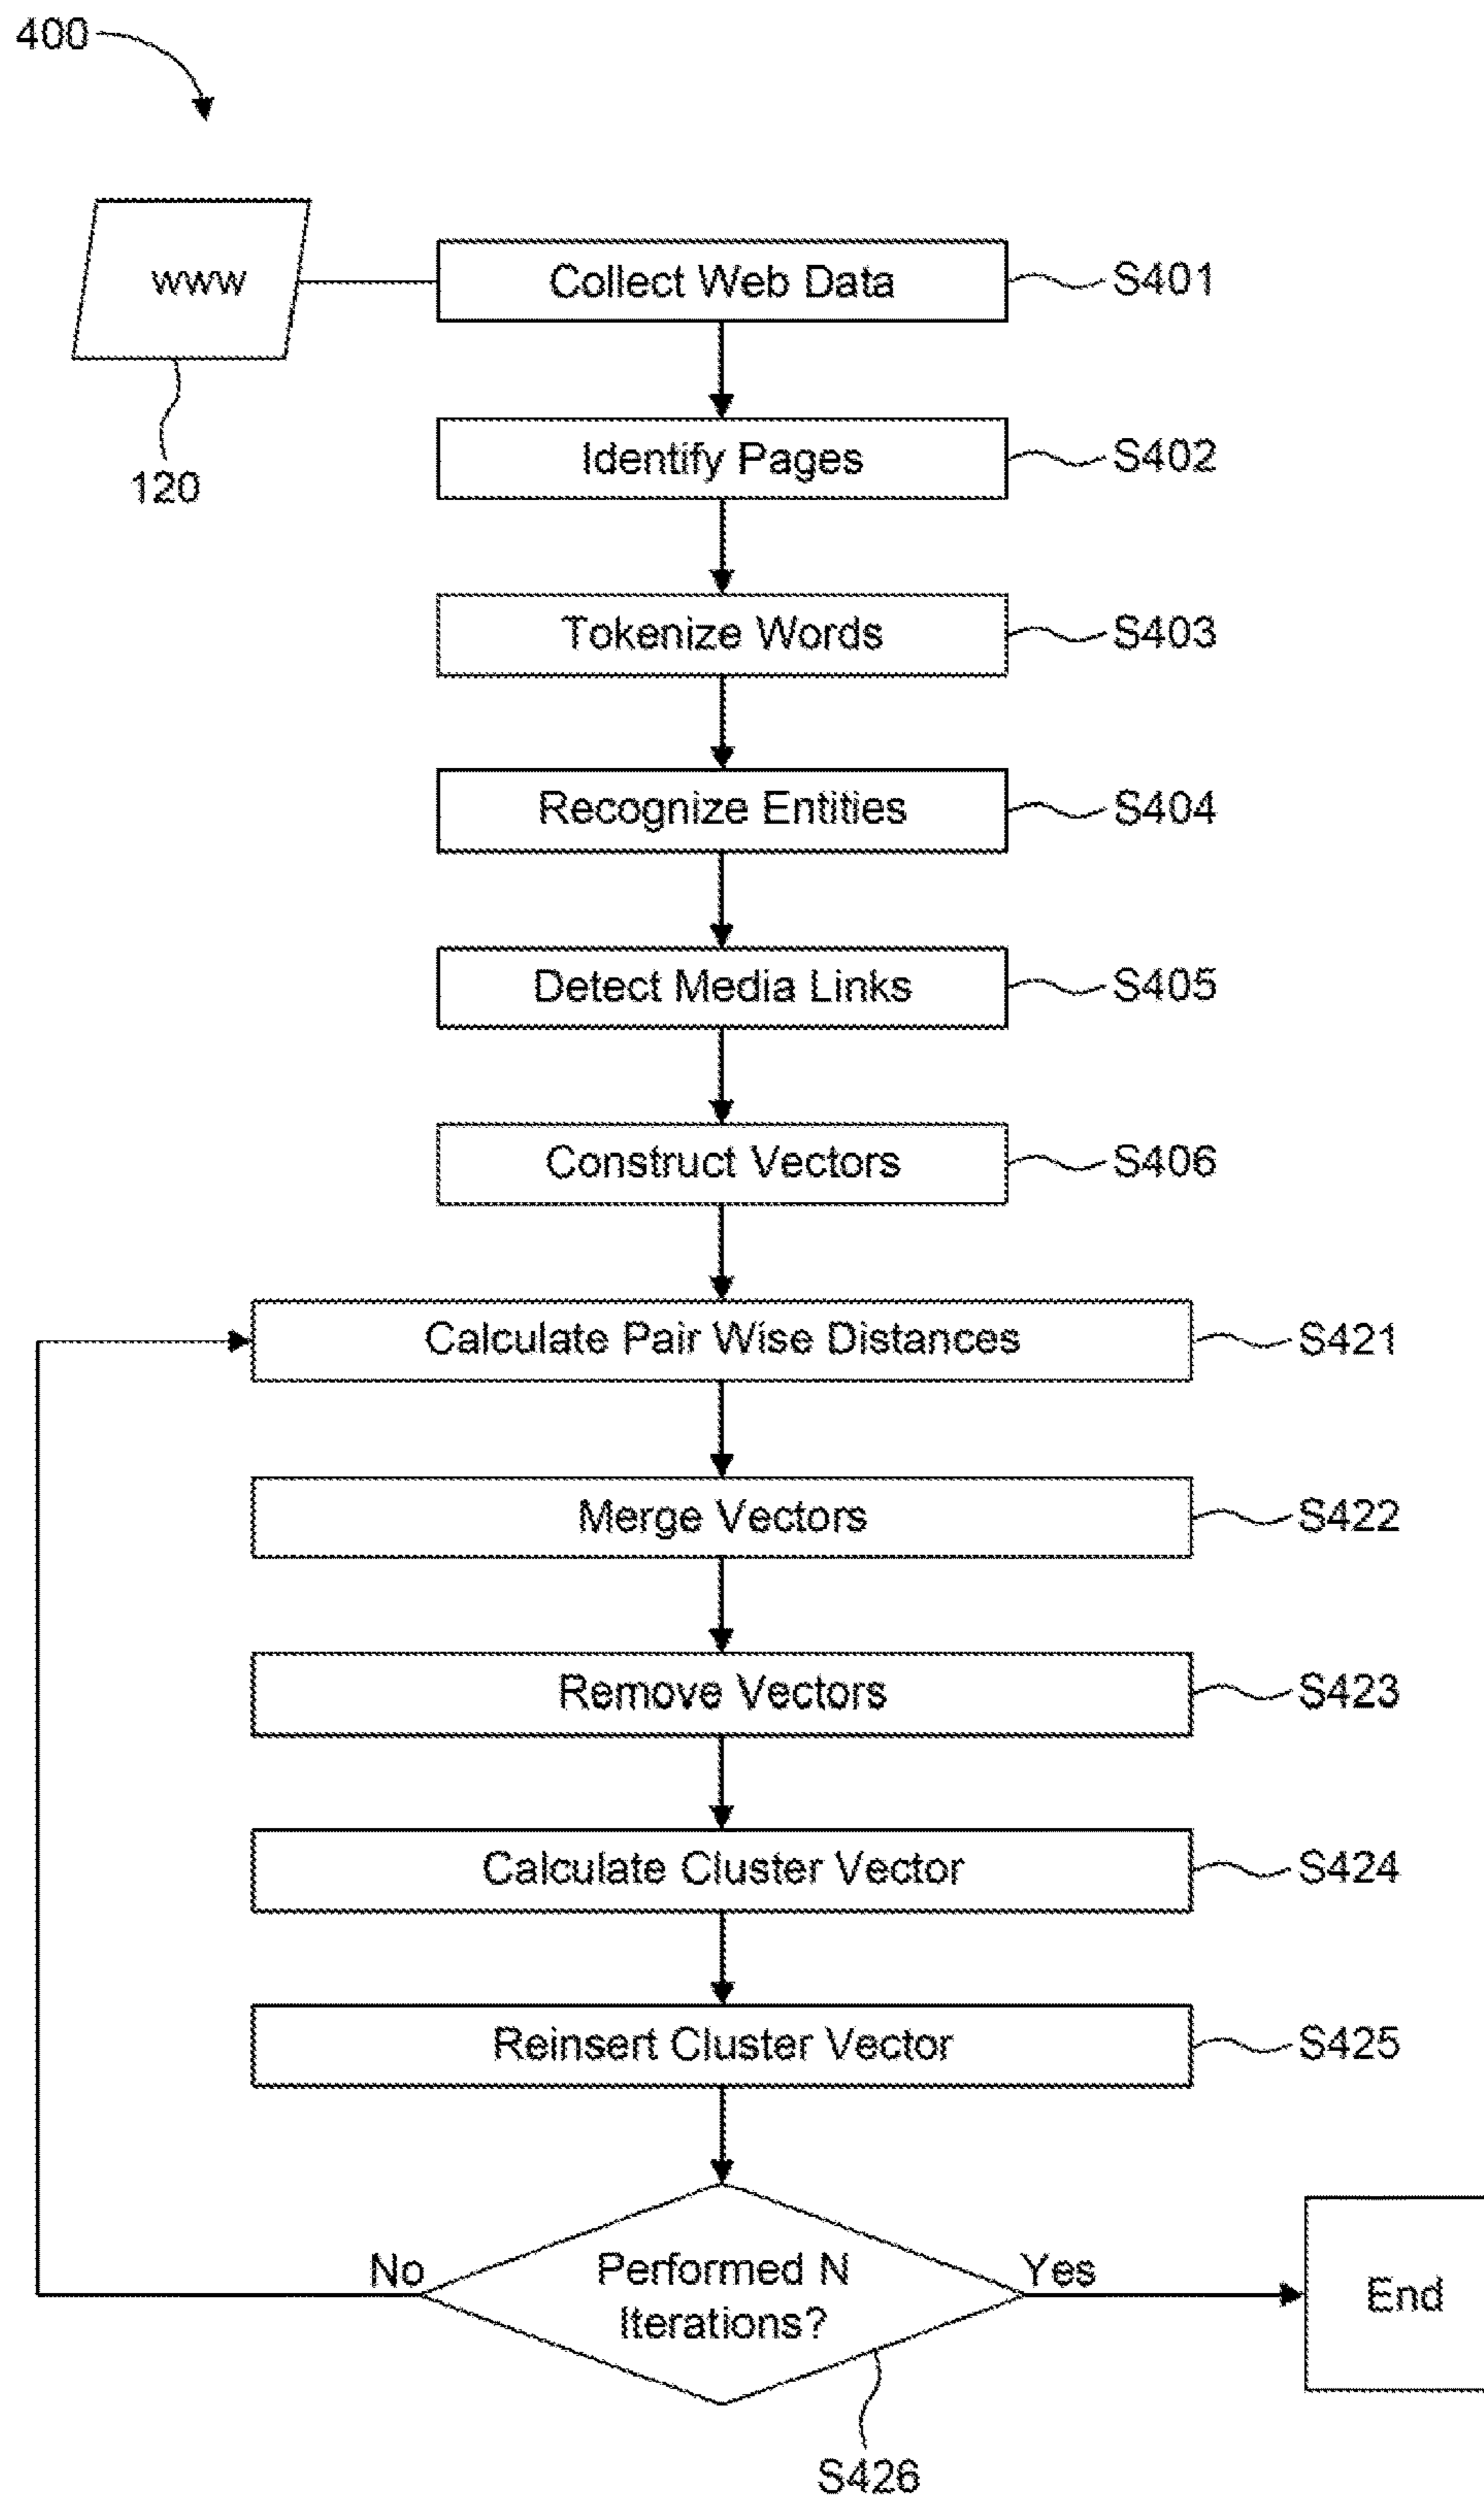 400
www
Collect Web Data
S401
120
Identify Pages
S402
Tokenize Words
S403
Recognize Entities
S404
Detect Media Links
S405
Construct Vectors
S406
Calculate Pair Wise Distances
S421
Merge Vectors
S422
Remove Vectors
S423
Calculate Cluster Vector
S424
Reinsert Cluster Vector
S425
No
Performed N
Iterations?
Yes
End
S426